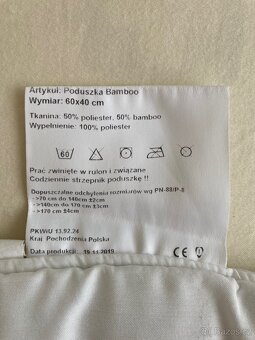 Artykuł: Poduszka Bamboo
Wymiar: 60x40 cm
Tkanina: 50% poliester, 50% bamboo
Wypełnienie: 100% poliester
60
Prać zwinięte w rulon i związane
Codziennie strzepnik poduszkę !!
Dopuszczalne odchylenia rozmiarów wg PN-88/P-8
->70 cm do 140cm ±2cm
->140cm do 170 cm ±3cm
->170 cm ±4cm
PKWiU 13.92.24
Kraj Pochodzenia Polska
Data produkcji: 19.11.2019
CE